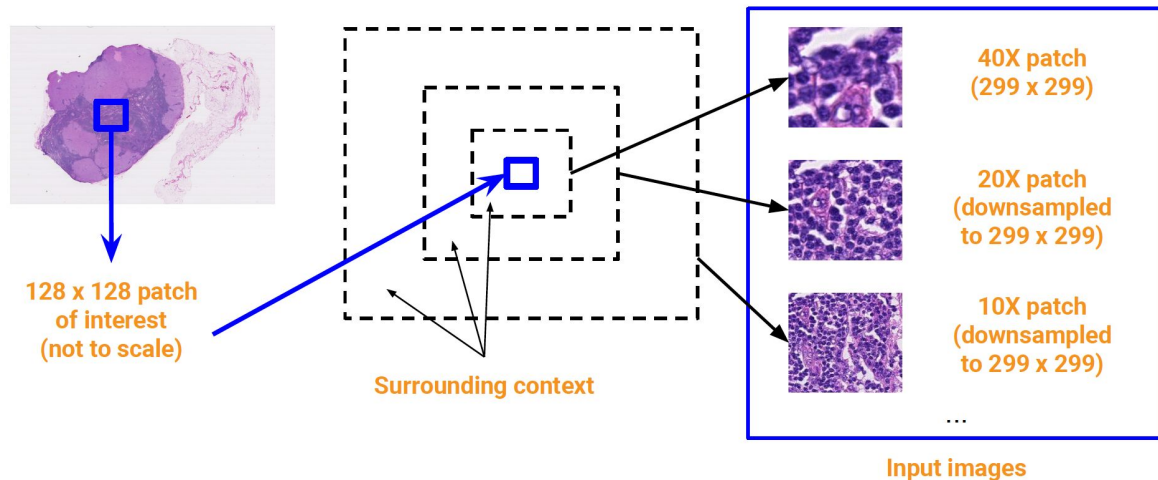 128 x 128 patch
of interest
(not to scale)
Surrounding context
40X patch
(299 x 299)
20X patch
(downsampled
to 299 x 299)
10X patch
(downsampled
to 299 x 299)
...
Input images